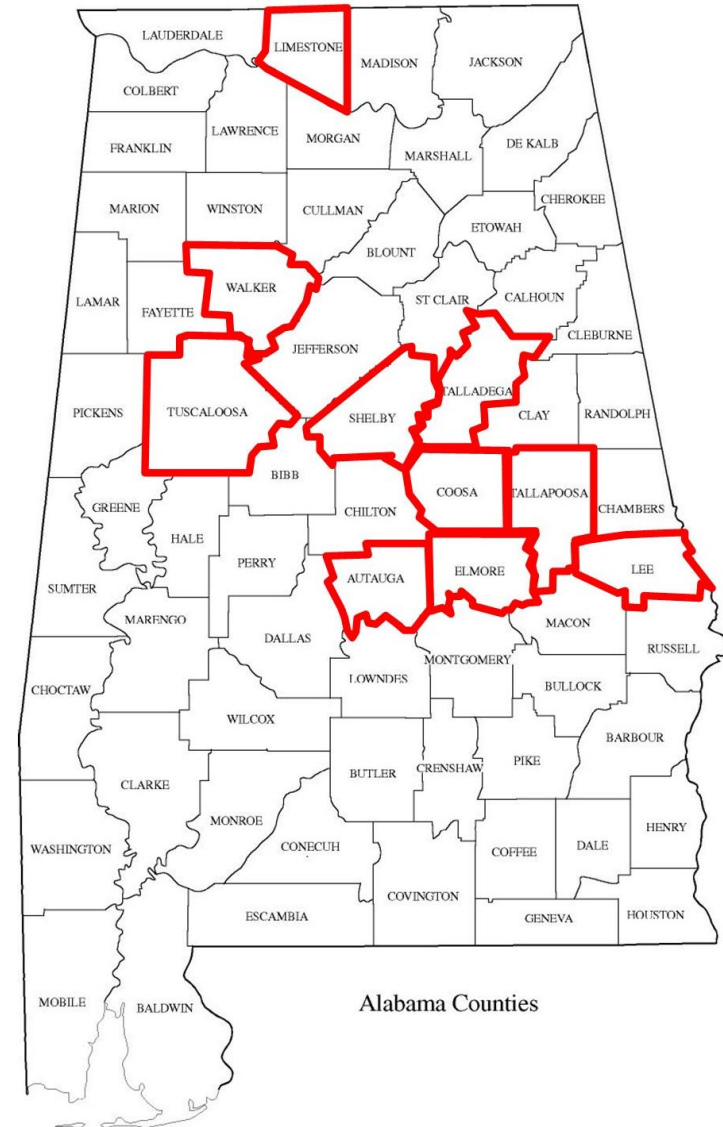 LAUDERDALE
LIMESTONE
MADISON
JACKSON
COLBERT
LAWRENCE
FRANKLIN
MORGAN
MARSHALL
DE KALB
MARION
WINSTON
CULLMAN
CHEROKEE
ETOWAH
BLOUNT
LAMAR
FAYETTE
WALKER
ST CLAIR
CALHOUN
CLEBURNE
JEFFERSON
PICKENS
TUSCALOOSA
SHELBY
TALLADEGA
CLAY
RANDOLPH
BIBB
GREENE
HALE
CHILTON
COOSA
TALLAPOOSA
CHAMBERS
PERRY
SUMTER
AUTAUGA
ELMORE
LEE
MARENGO
DALLAS
MACON
LOWNDES
MONTGOMERY
RUSSELL
BULLOCK
CHOCTAW
WILCOX
BARBOUR
CLARKE
BUTLER
CRENSHAW
PIKE
MONROE
WASHINGTON
CONECUH
COFFEE
DALE
HENRY
COVINGTON
ESCAMBIA
GENEVA
HOUSTON
MOBILE
BALDWIN
Alabama Counties